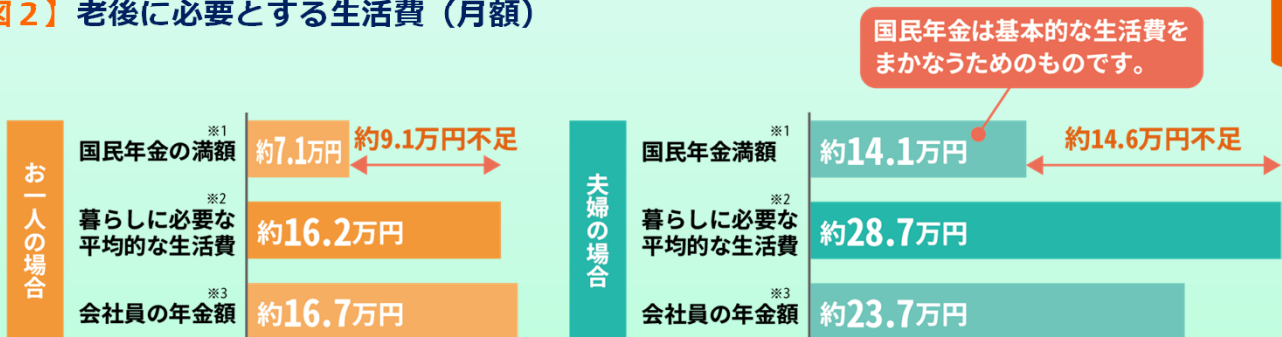 図2】老後に必要とする生活費（月額）
国民年金は基本的な生活費を
まかなうためのものです。
お一人の場合
国民年金の満額※1
約7.1万円
約9.1万円不足
暮らしに必要な※2
平均的な生活費
約16.2万円
会社員の年金額※3
約16.7万円
夫婦の場合
国民年金満額※1
約14.1万円
約14.6万円不足
暮らしに必要な※2
平均的な生活費
約28.7万円
会社員の年金額※3
約23.7万円